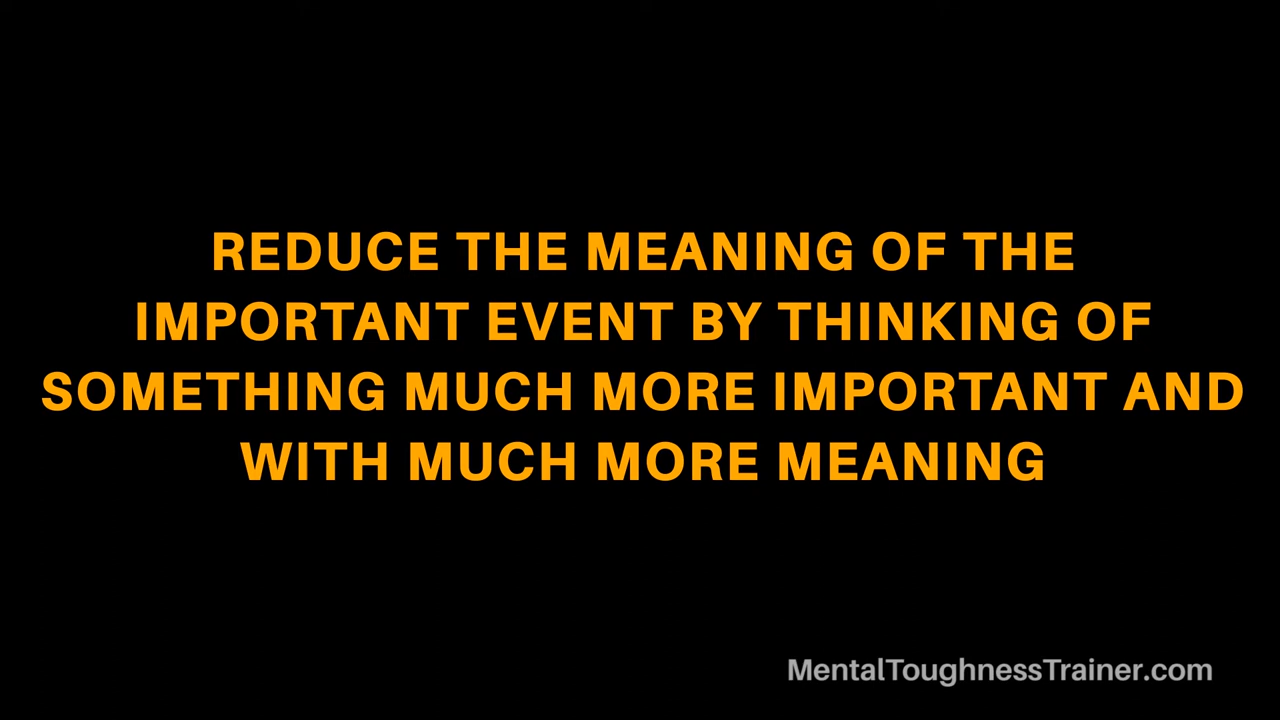 REDUCE THE MEANING OF THE
IMPORTANT EVENT BY THINKING OF
SOMETHING MUCH MORE IMPORTANT AND
WITH MUCH MORE MEANING
MentalToughnessTrainer.com